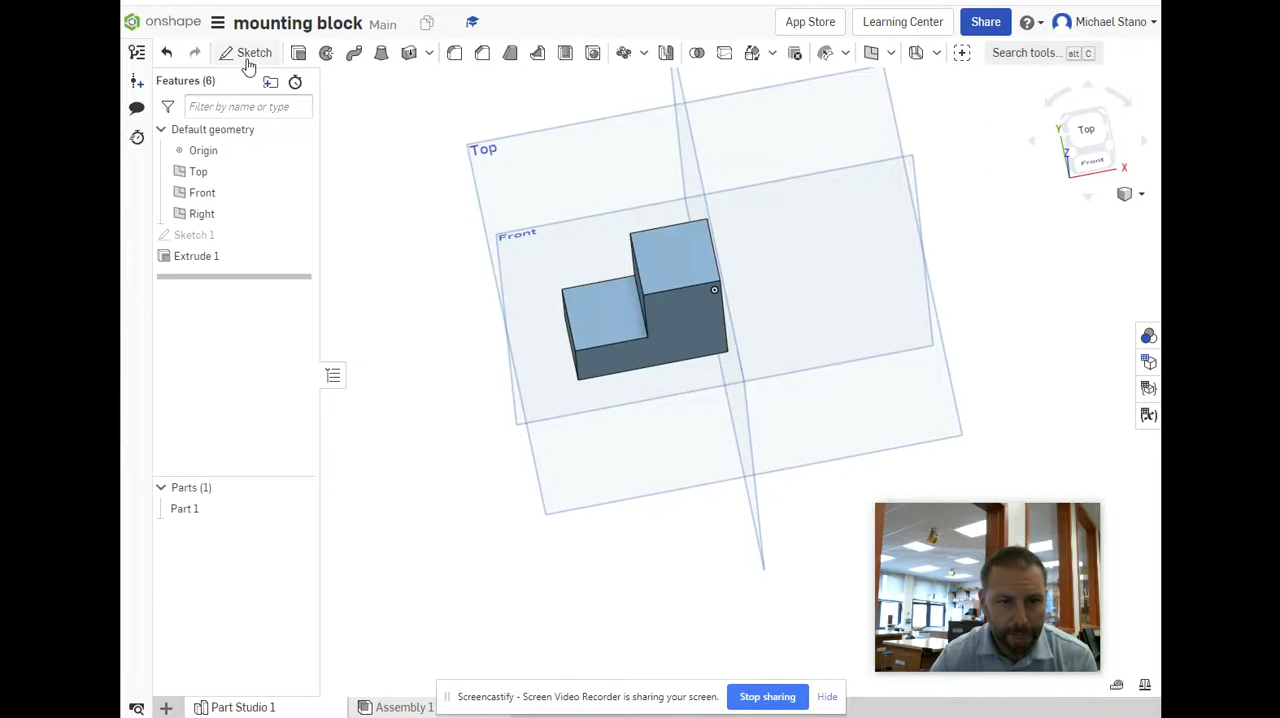 onshape
mounting block Main
App Store
Learning Center
Share
Michael Stano
Sketch
Search tools... alt C
Features (6)
Filter by name or type
Default geometry
Origin
Top
Front
Right
Sketch 1
Extrude 1
Parts (1)
Part 1
Top
Front
Top
Front
Y
Z
X
Screencastify - Screen Video Recorder is sharing your screen.
Stop sharing
Hide
Part Studio 1
Assembly 1